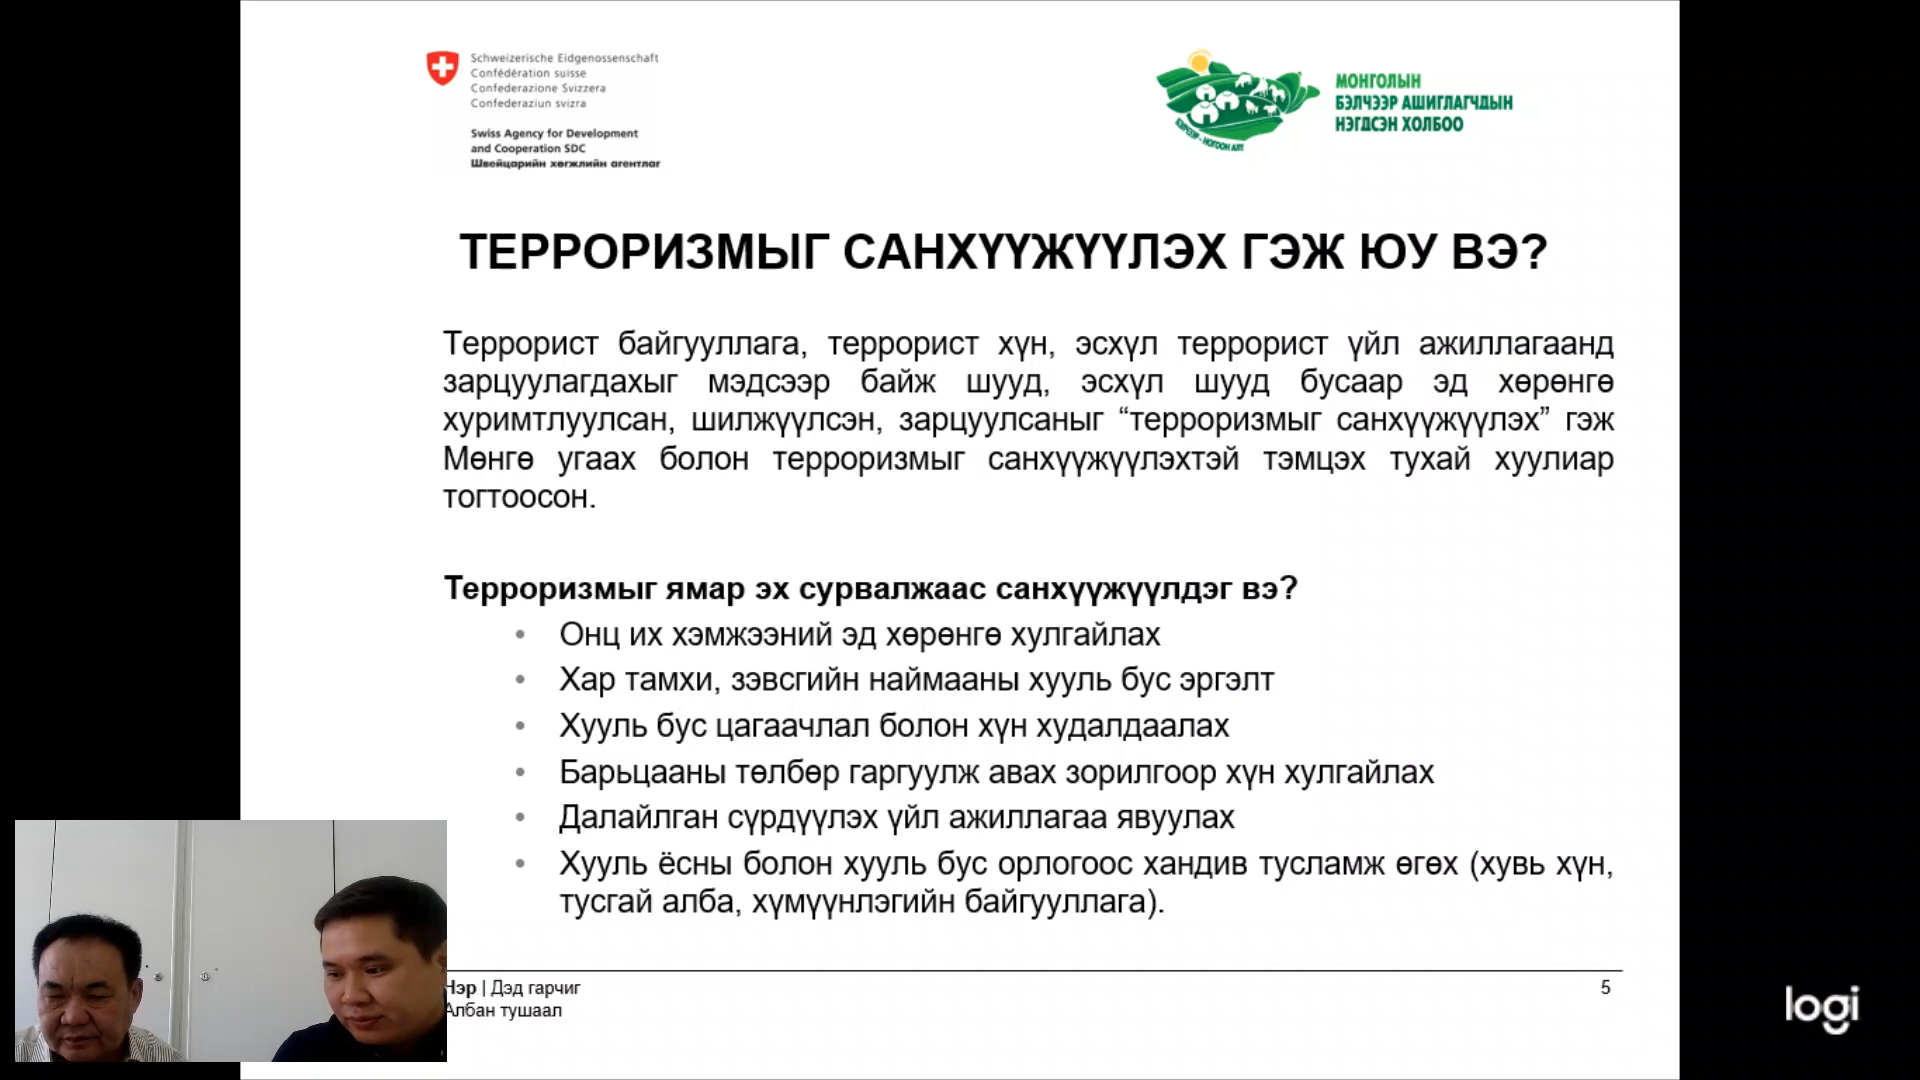 Schweizerische Eidgenossenschaft
Confédération suisse
Confederazione Svizzera
Confederaziun svizra
Swiss Agency for Development
and Cooperation SDC
Швейцарийн хөгжлийн агентлаг
БЭЛЧЭЭР - НОГООН АЛТ
МОНГОЛЫН
БЭЛЧЭЭР АШИГЛАГЧДЫН
НЭГДСЭН ХОЛБОО
ТЕРРОРИЗМЫГ САНХҮҮЖҮҮЛЭХ ГЭЖ ЮУ ВЭ?
Террорист байгууллага, террорист хүн, эсхүл террорист үйл ажиллагаанд
зарцуулагдахыг мэдсээр байж шууд, эсхүл шууд бусаар эд хөрөнгө
хуримтлуулсан, шилжүүлсэн, зарцуулсаныг “терроризмыг санхүүжүүлэх” гэж
Мөнгө угаах болон терроризмыг санхүүжүүлэхтэй тэмцэх тухай хуулиар
тогтоосон.
Терроризмыг ямар эх сурвалжаас санхүүжүүлдэг вэ?
• Онц их хэмжээний эд хөрөнгө хулгайлах
• Хар тамхи, зэвсгийн наймааны хууль бус эргэлт
• Хууль бус цагаачлал болон хүн худалдаалах
• Барьцааны төлбөр гаргуулж авах зорилгоор хүн хулгайлах
• Далайлган сүрдүүлэх үйл ажиллагаа явуулах
• Хууль ёсны болон хууль бус орлогоос хандив тусламж өгөх (хувь хүн,
тусгай алба, хүмүүнлэгийн байгууллага).
Нэр | Дэд гарчиг
Албан тушаал
5
logi